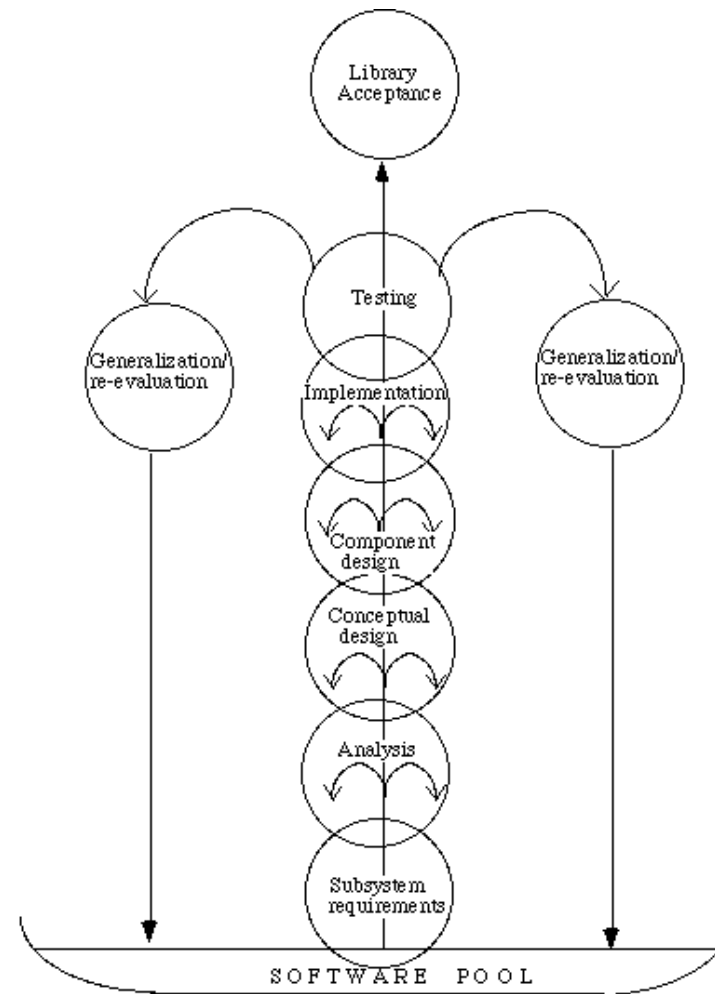 Library
Acceptance
Testing
Generalization/
re-evaluation
Generalization/
re-evaluation
Implementation
Component
design
Conceptual
design
Analysis
Subsystem
requirements
SOFTWARE POOL